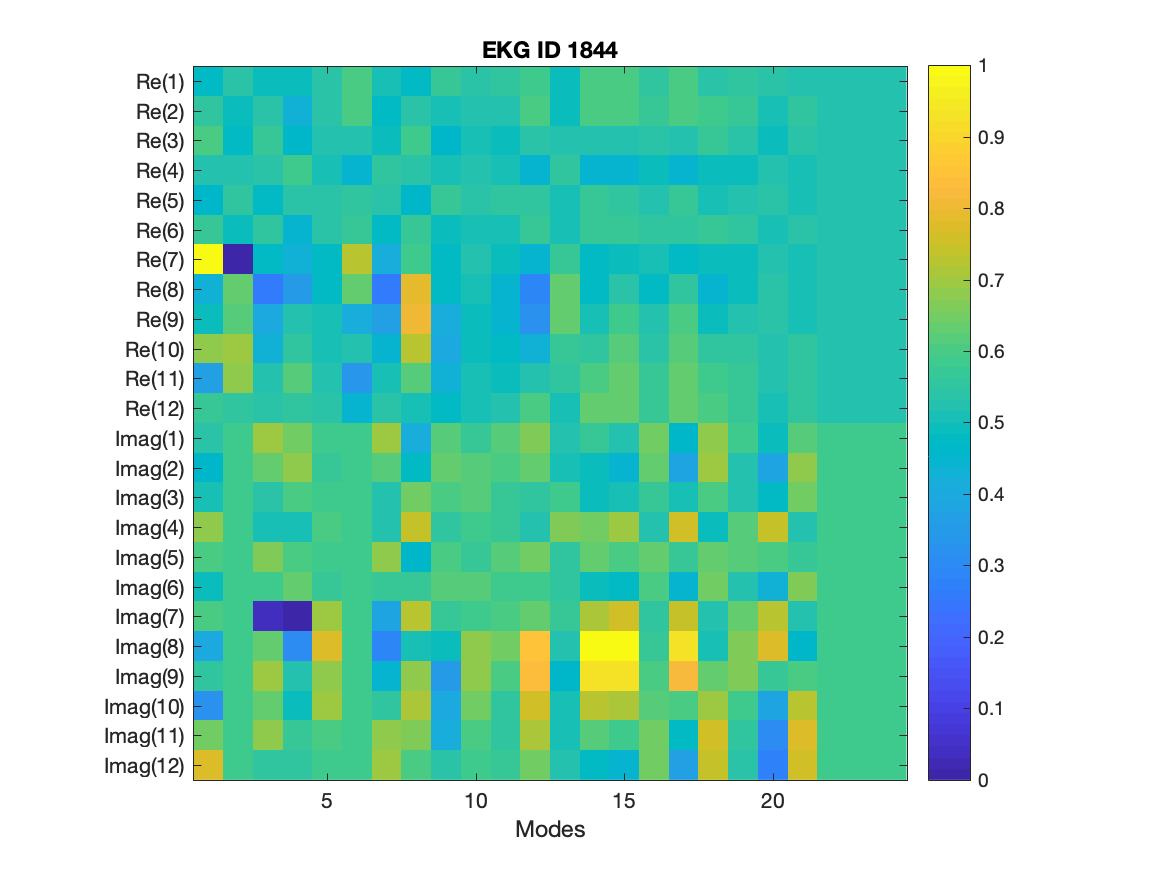 EKG ID 1844
Re(1)
Re(2)
Re(3)
Re(4)
Re(5)
Re(6)
Re(7)
Re(8)
Re(9)
Re(10)
Re(11)
Re(12)
Imag(1)
Imag(2)
Imag(3)
Imag(4)
Imag(5)
Imag(6)
Imag(7)
Imag(8)
Imag(9)
Imag(10)
Imag(11)
Imag(12)
5 10 15 20
Modes
1
0.9
0.8
0.7
0.6
0.5
0.4
0.3
0.2
0.1
0